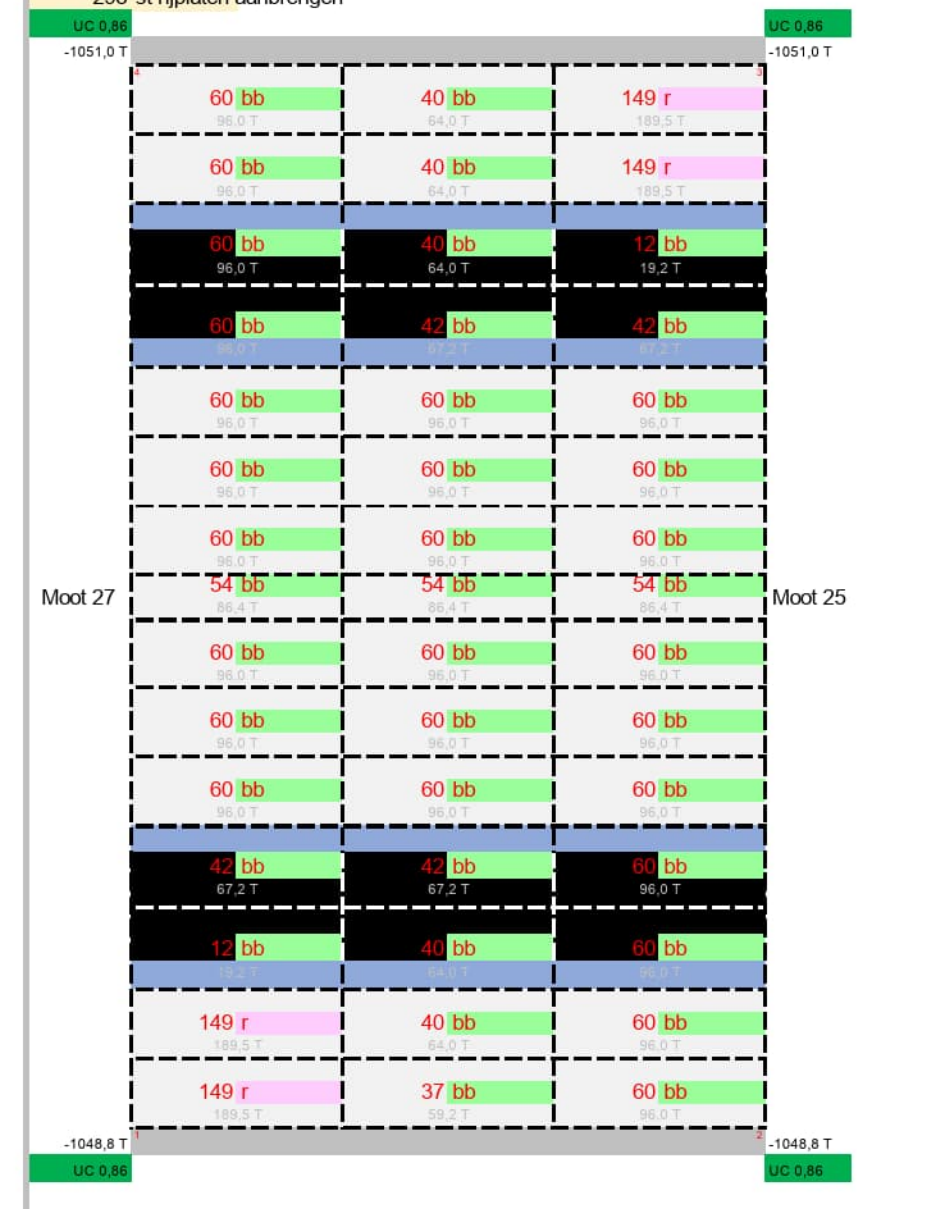 UC 0,86 UC 0,86
-1051,0 T -1051,0 T
4 3
60 bb 40 bb 149 r
96,0 T 64,0 T 189,5 T
60 bb 40 bb 149 r
96,0 T 64,0 T 189,5 T
60 bb 40 bb 12 bb
96,0 T 64,0 T 19,2 T
60 bb 42 bb 42 bb
96,0 T 67,2 T 67,2 T
60 bb 60 bb 60 bb
96,0 T 96,0 T 96,0 T
60 bb 60 bb 60 bb
96,0 T 96,0 T 96,0 T
60 bb 60 bb 60 bb
96,0 T 96,0 T 96,0 T
54 bb 54 bb 54 bb
Moot 27 86,4 T 86,4 T 86,4 T Moot 25
60 bb 60 bb 60 bb
96,0 T 96,0 T 96,0 T
60 bb 60 bb 60 bb
96,0 T 96,0 T 96,0 T
60 bb 60 bb 60 bb
96,0 T 96,0 T 96,0 T
42 bb 42 bb 60 bb
67,2 T 67,2 T 96,0 T
12 bb 40 bb 60 bb
19,2 T 64,0 T 96,0 T
149 r 40 bb 60 bb
189,5 T 64,0 T 96,0 T
149 r 37 bb 60 bb
189,5 T 59,2 T 96,0 T
1 2
-1048,8 T -1048,8 T
UC 0,86 UC 0,86